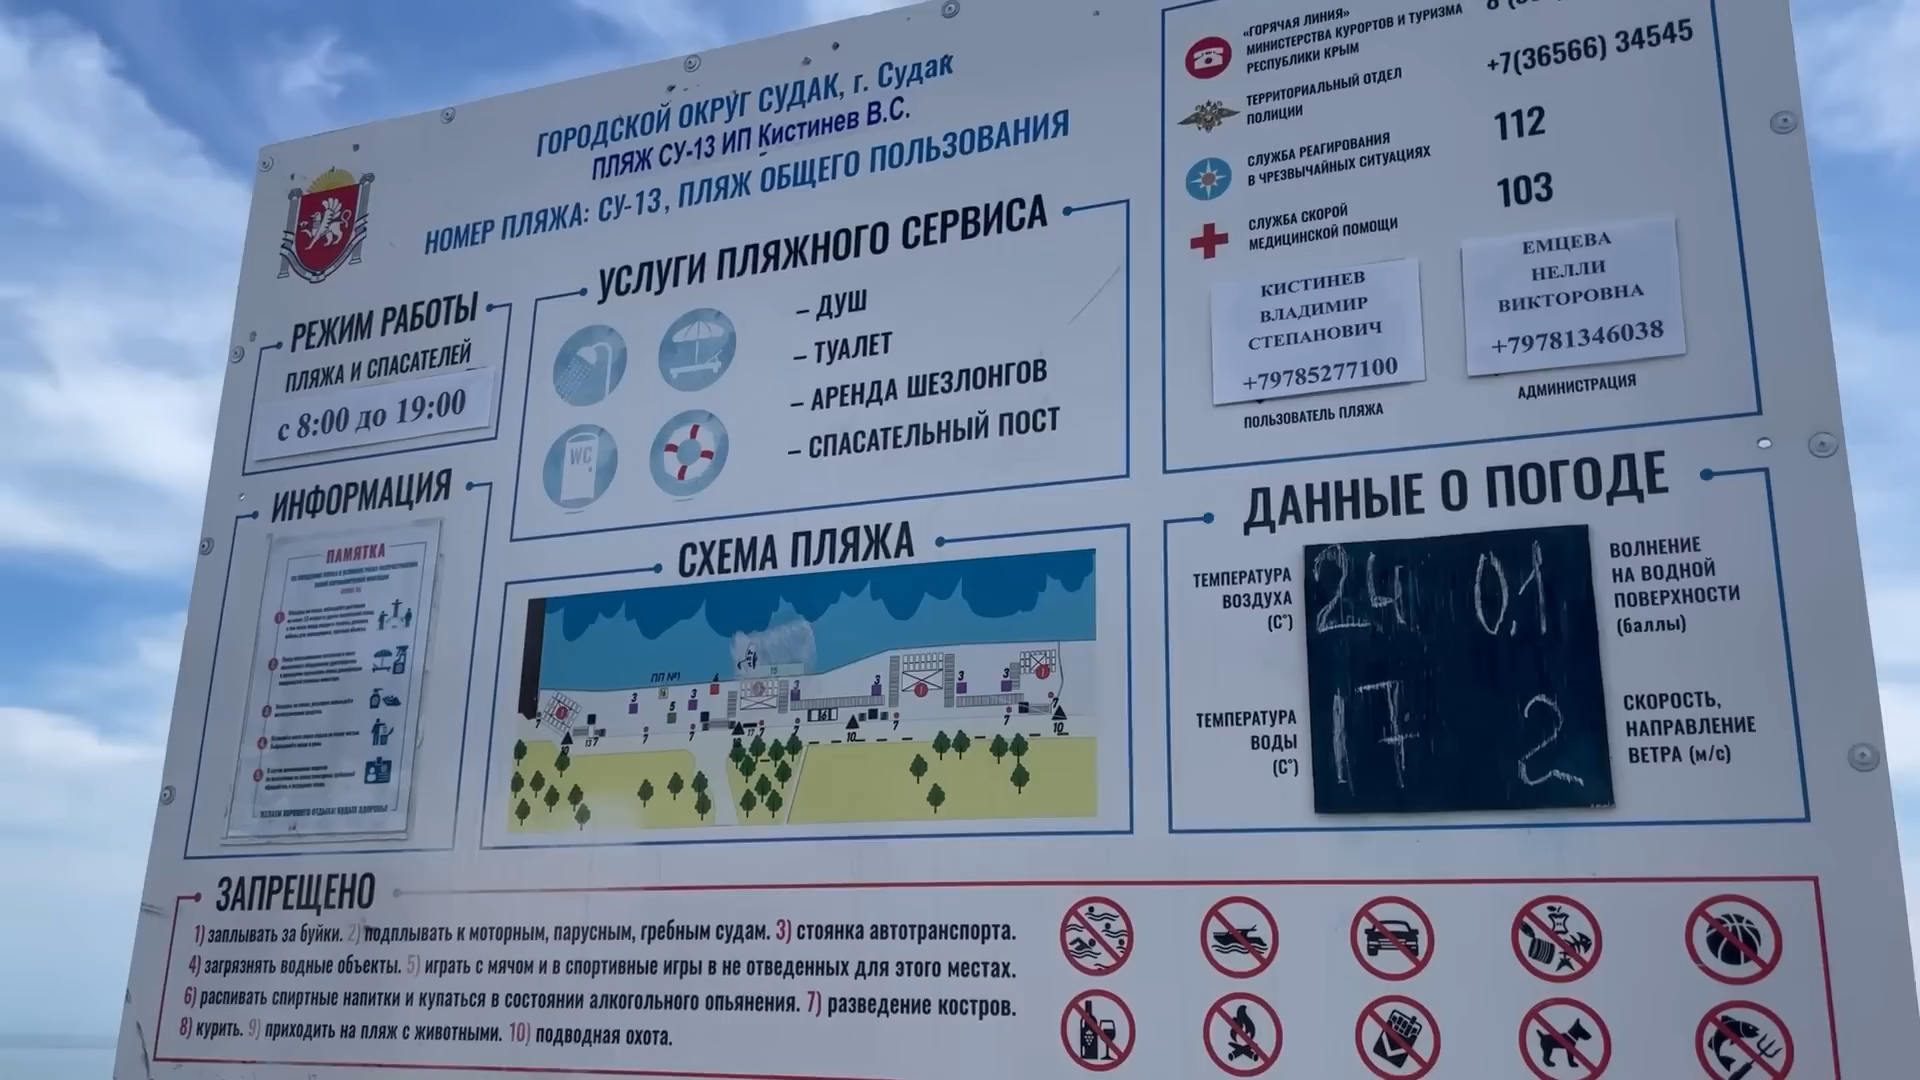 ГОРОДСКОЙ ОКРУГ СУДАК, г. Судак
ПЛЯЖ СУ-13 ИП Кистинев В.С.
НОМЕР ПЛЯЖА: СУ-13, ПЛЯЖ ОБЩЕГО ПОЛЬЗОВАНИЯ
РЕЖИМ РАБОТЫ
ПЛЯЖА И СПАСАТЕЛЕЙ
с 8:00 до 19:00
УСЛУГИ ПЛЯЖНОГО СЕРВИСА
– ДУШ
– ТУАЛЕТ
– АРЕНДА ШЕЗЛОНГОВ
– СПАСАТЕЛЬНЫЙ ПОСТ
WC
«ГОРЯЧАЯ ЛИНИЯ»
МИНИСТЕРСТВА КУРОРТОВ И ТУРИЗМА
РЕСПУБЛИКИ КРЫМ
ТЕРРИТОРИАЛЬНЫЙ ОТДЕЛ
ПОЛИЦИИ
+7(36566) 34545
СЛУЖБА РЕАГИРОВАНИЯ
В ЧРЕЗВЫЧАЙНЫХ СИТУАЦИЯХ
112
СЛУЖБА СКОРОЙ
МЕДИЦИНСКОЙ ПОМОЩИ
103
КИСТИНЕВ
ВЛАДИМИР
СТЕПАНОВИЧ
+79785277100
ПОЛЬЗОВАТЕЛЬ ПЛЯЖА
ЕМЦЕВА
НЕЛЛИ
ВИКТОРОВНА
+79781346038
АДМИНИСТРАЦИЯ
ИНФОРМАЦИЯ
ПАМЯТКА
СХЕМА ПЛЯЖА
ПП №1
ДАННЫЕ О ПОГОДЕ
ТЕМПЕРАТУРА
ВОЗДУХА
(С°)
24
0,1
ВОЛНЕНИЕ
НА ВОДНОЙ
ПОВЕРХНОСТИ
(баллы)
ТЕМПЕРАТУРА
ВОДЫ
(С°)
17
2
СКОРОСТЬ,
НАПРАВЛЕНИЕ
ВЕТРА (м/с)
ЗАПРЕЩЕНО
1) заплывать за буйки. 2) подплывать к моторным, парусным, гребным судам. 3) стоянка автотранспорта.
4) загрязнять водные объекты. 5) играть с мячом и в спортивные игры в не отведенных для этого местах.
6) распивать спиртные напитки и купаться в состоянии алкогольного опьянения. 7) разведение костров.
8) курить. 9) приходить на пляж с животными. 10) подводная охота.